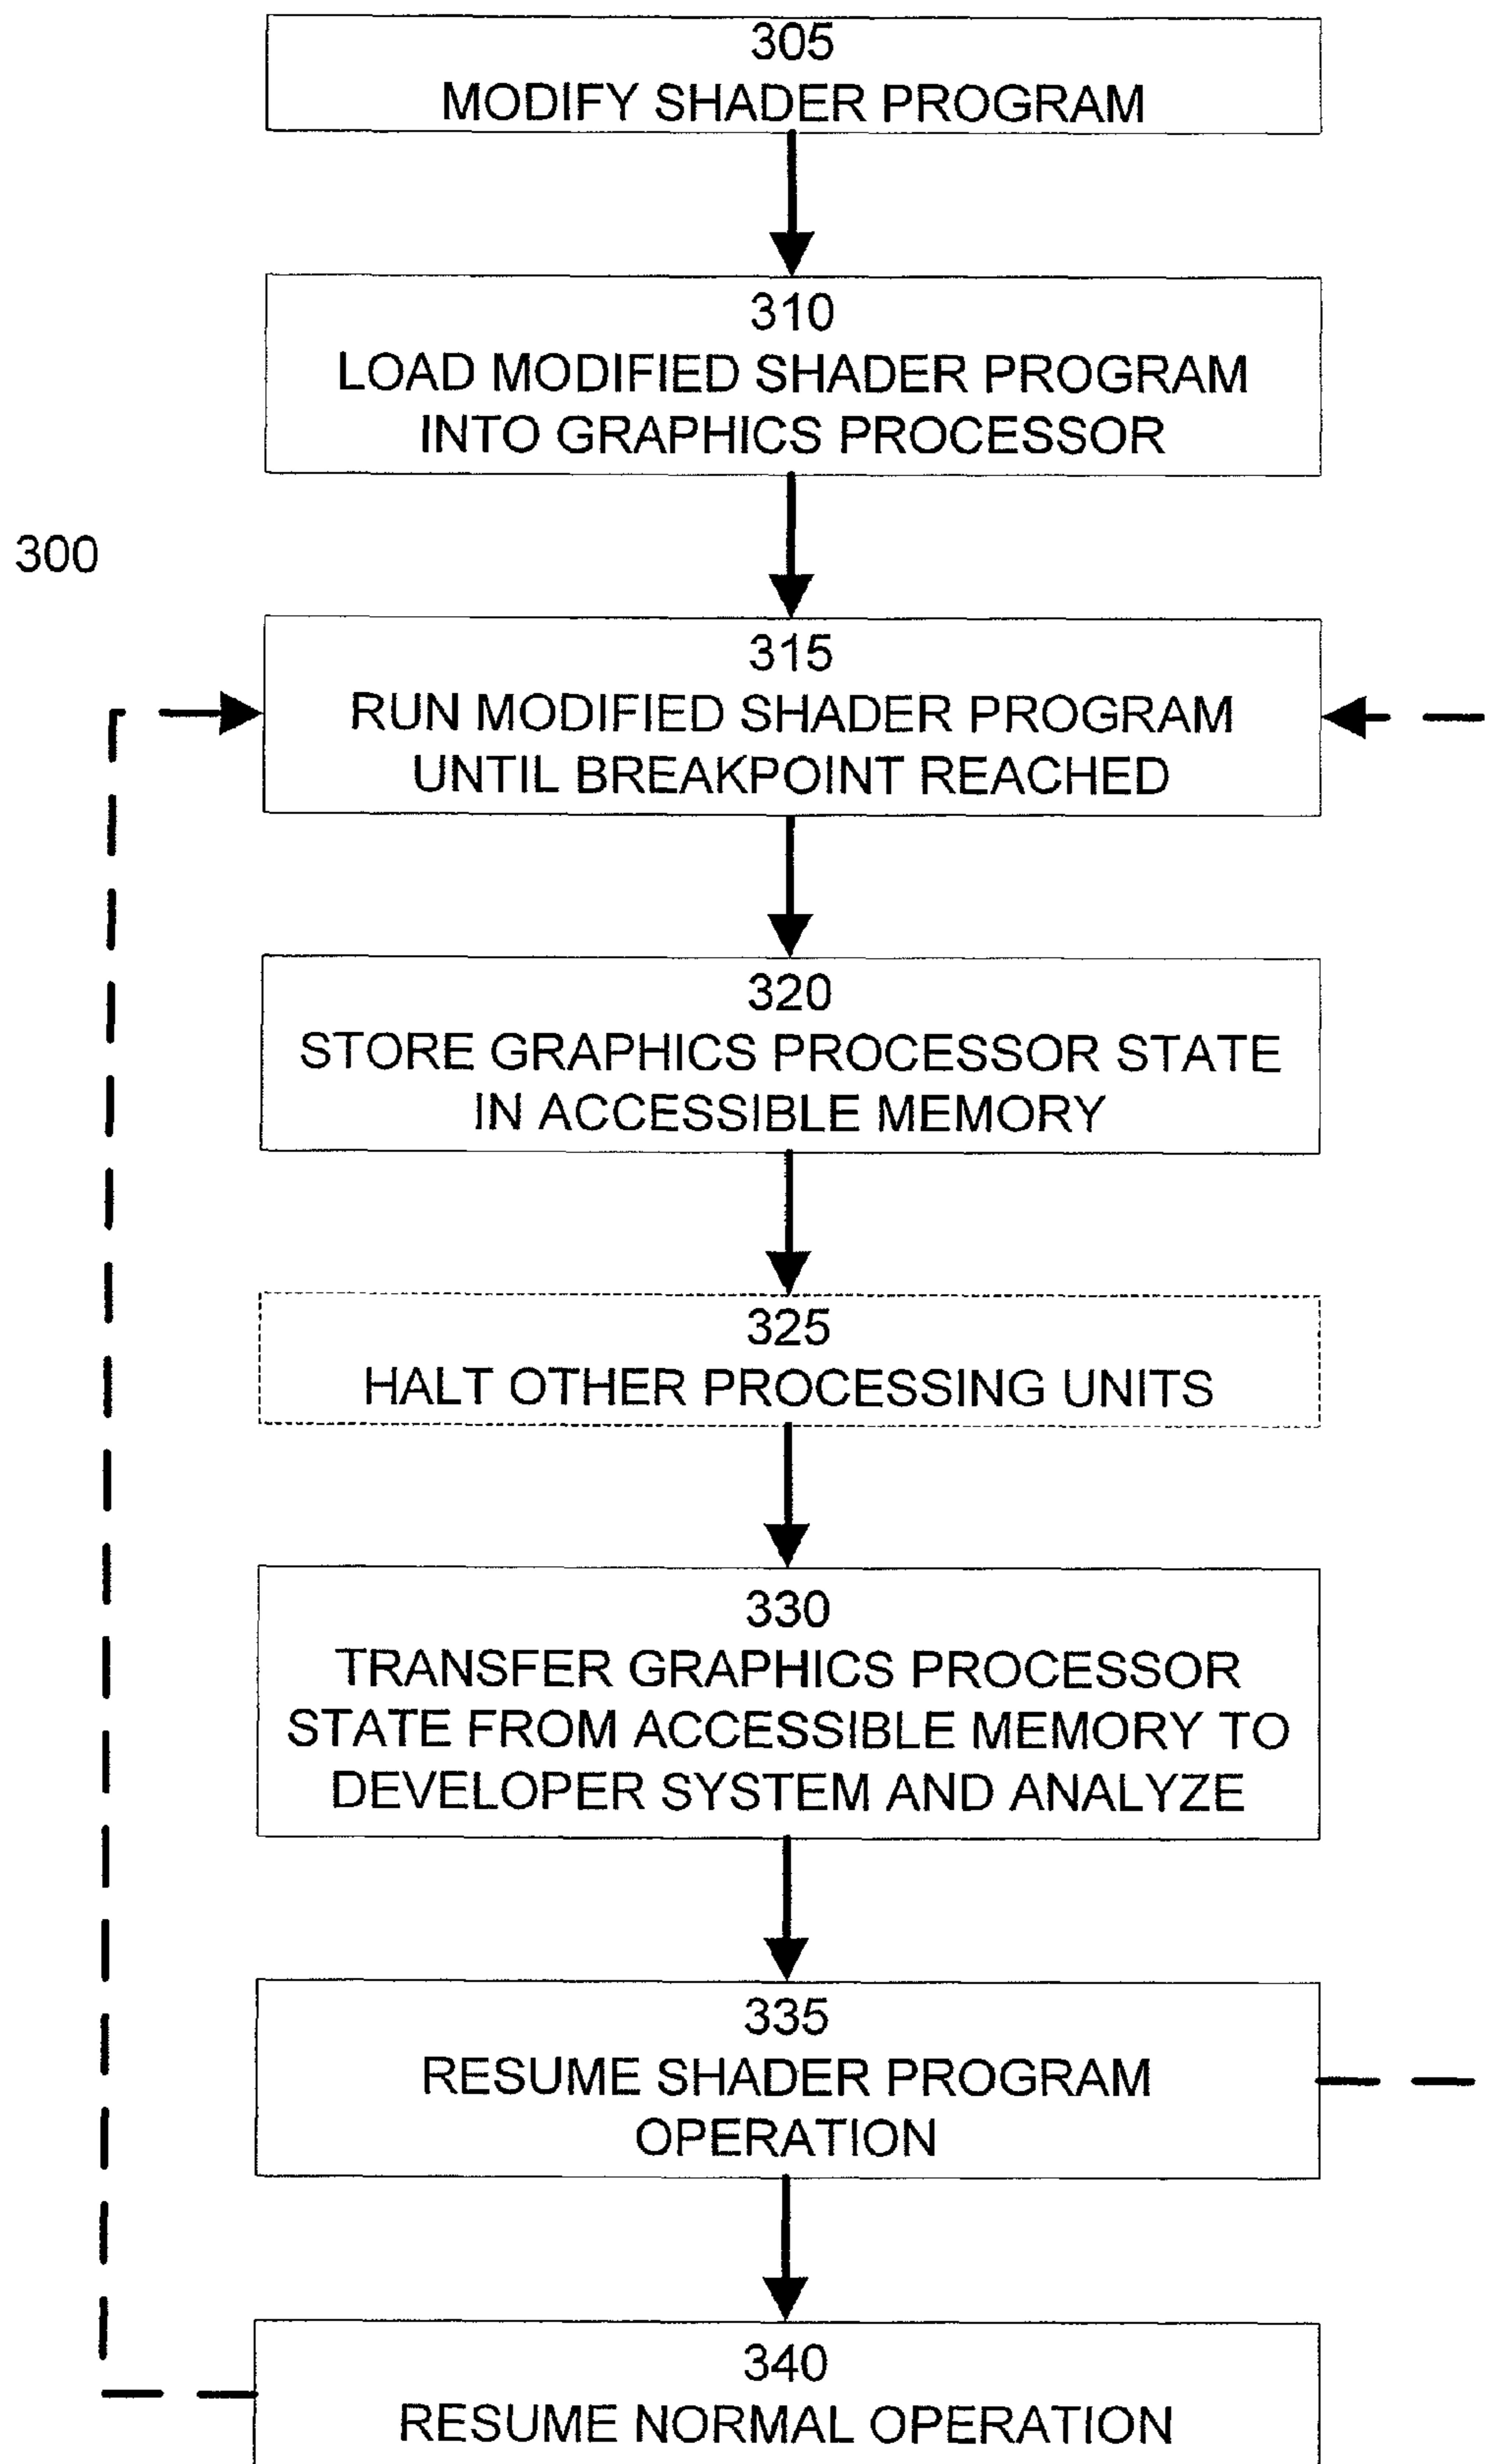 305
MODIFY SHADER PROGRAM
310
LOAD MODIFIED SHADER PROGRAM
INTO GRAPHICS PROCESSOR
300
315
RUN MODIFIED SHADER PROGRAM
UNTIL BREAKPOINT REACHED
320
STORE GRAPHICS PROCESSOR STATE
IN ACCESSIBLE MEMORY
325
HALT OTHER PROCESSING UNITS
330
TRANSFER GRAPHICS PROCESSOR
STATE FROM ACCESSIBLE MEMORY TO
DEVELOPER SYSTEM AND ANALYZE
335
RESUME SHADER PROGRAM
OPERATION
340
RESUME NORMAL OPERATION